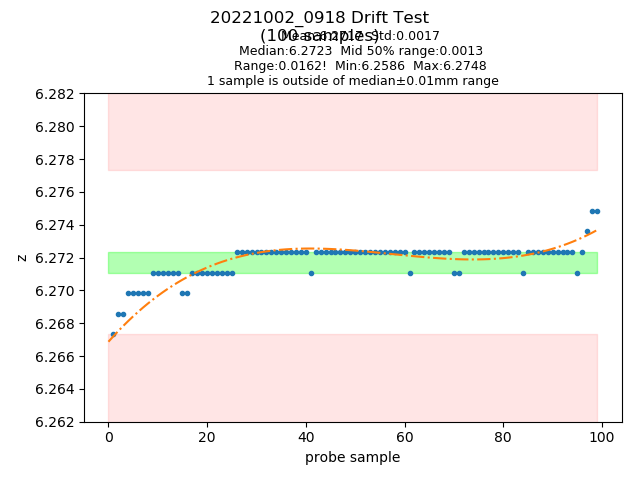 20221002_0918 Drift Test
(100 samples)
Mean:6.2717 Std:0.0017
Median:6.2723 Mid 50% range:0.0013
Range:0.0162! Min:6.2586 Max:6.2748
1 sample is outside of median±0.01mm range
6.282
6.280
6.278
6.276
6.274
6.272
6.270
6.268
6.266
6.264
6.262
z
0 20 40 60 80 100
probe sample